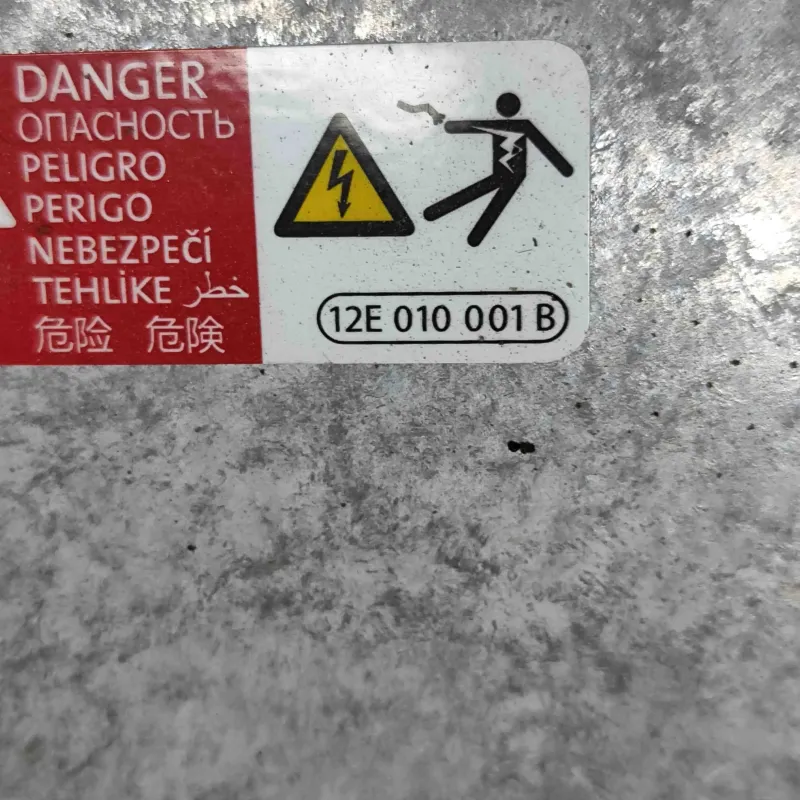 DANGER
ОПАСНОСТЬ
PELIGRO
PERIGO
NEBEZPEČÍ
TEHLİKE خطر
危险 危険
12E 010 001 B